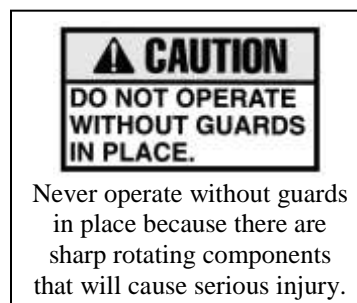 CAUTION
DO NOT OPERATE
WITHOUT GUARDS
IN PLACE.
Never operate without guards
in place because there are
sharp rotating components
that will cause serious injury.